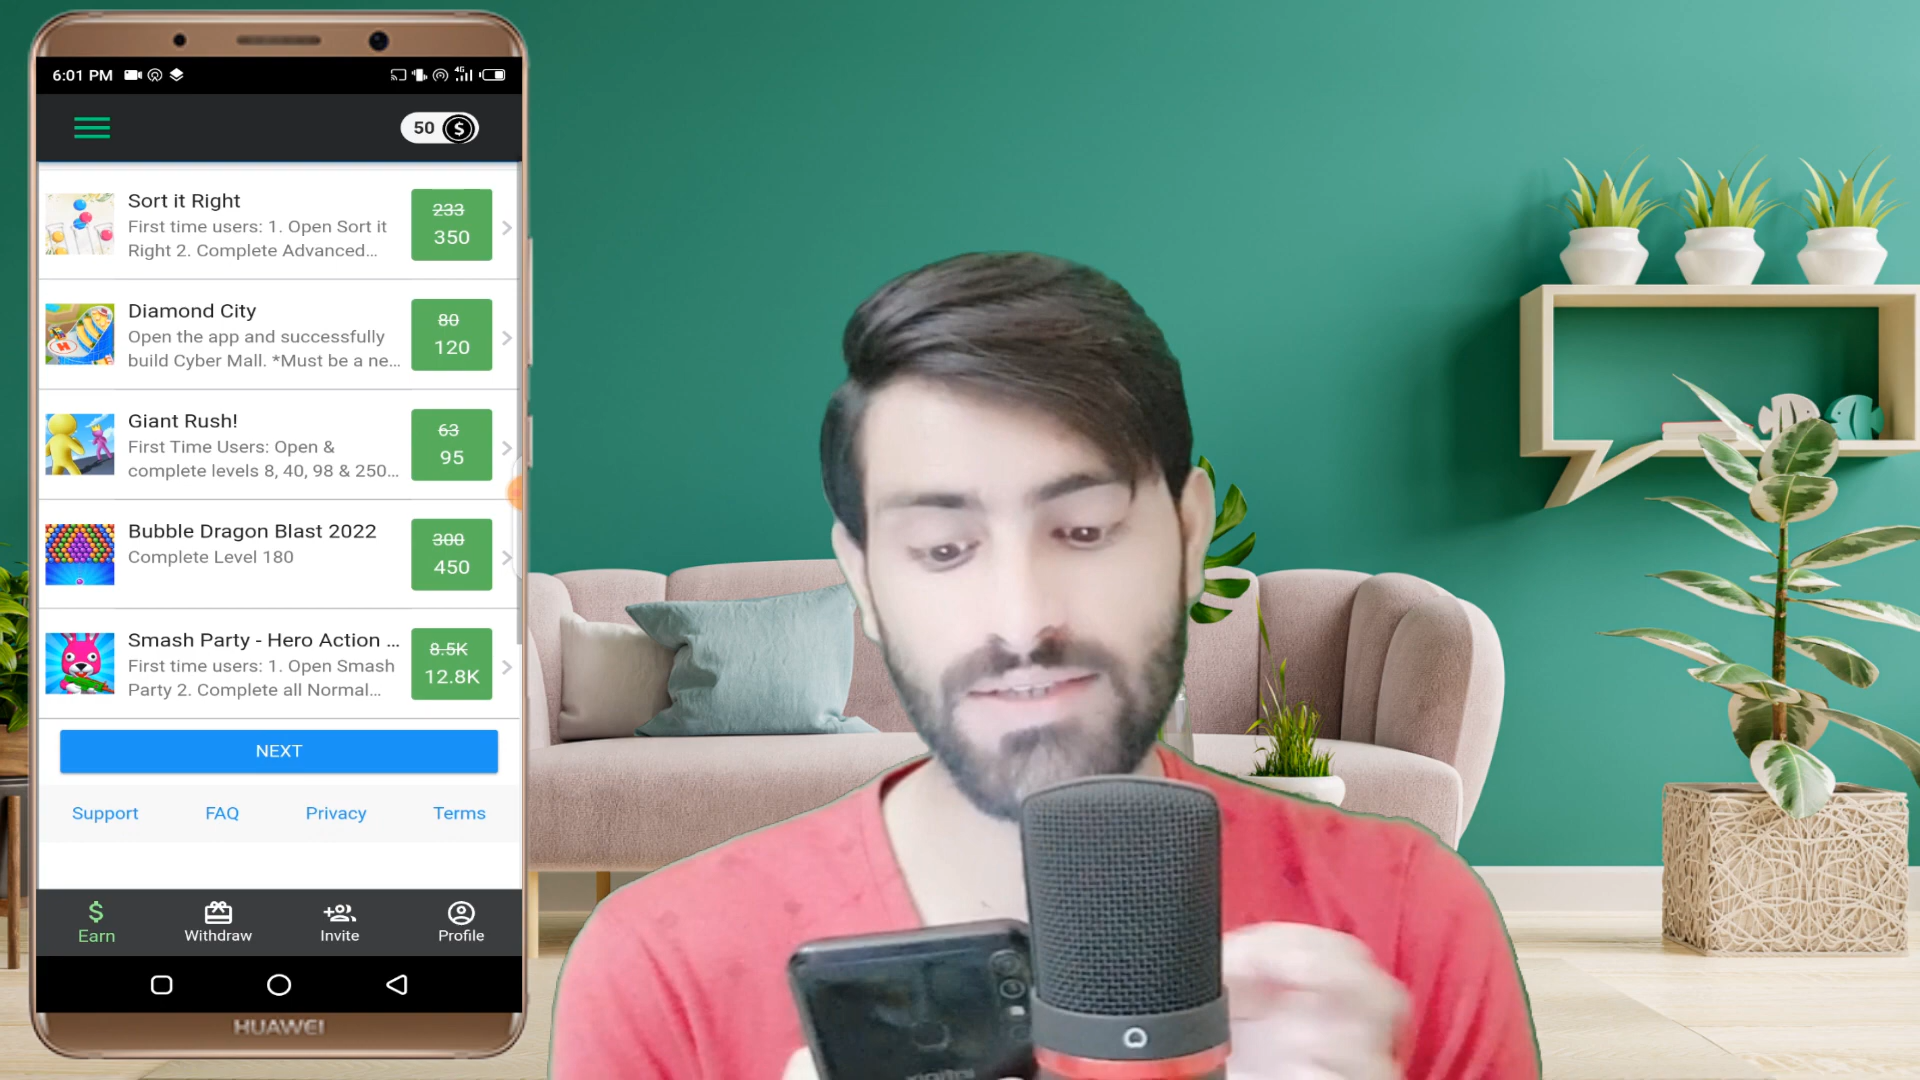 6:01 PM
4G
50 $
Sort it Right
First time users: 1. Open Sort it
Right 2. Complete Advanced...
233
350
Diamond City
Open the app and successfully
build Cyber Mall. *Must be a ne...
80
120
Giant Rush!
First Time Users: Open &
complete levels 8, 40, 98 & 250...
63
95
Bubble Dragon Blast 2022
Complete Level 180
300
450
Smash Party - Hero Action ...
First time users: 1. Open Smash
Party 2. Complete all Normal...
8.5K
12.8K
NEXT
Support FAQ Privacy Terms
$
Earn Withdraw Invite Profile
HUAWEI
H